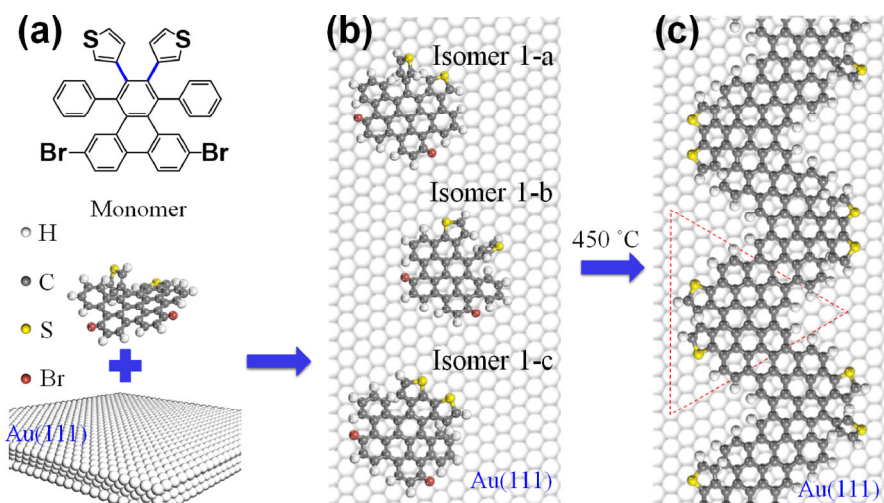 (a)
S
S
Br
Br
Monomer
H
C
S
Br
Au(111)
(b)
Isomer 1-a
Isomer 1-b
Isomer 1-c
Au(111)
450 °C
(c)
Au(111)